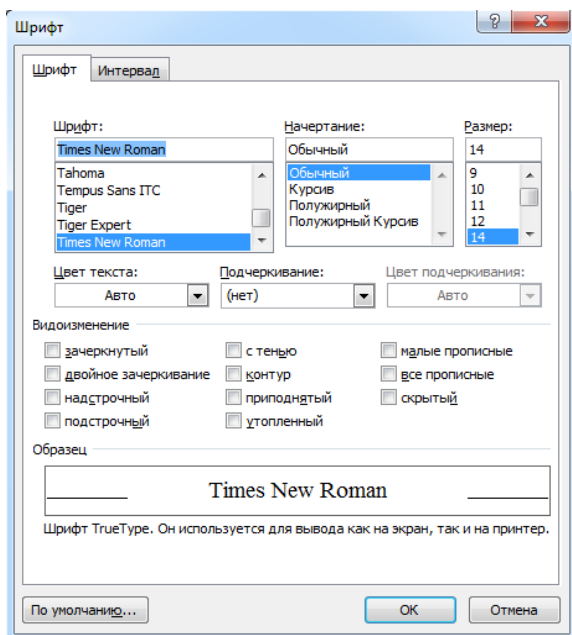 Шрифт
Шрифт Интервал
Шрифт: Начертание: Размер:
Times New Roman Обычный 14
Tahoma Обычный 9
Tempus Sans ITC Курсив 10
Tiger Полужирный 11
Tiger Expert Полужирный Курсив 12
Times New Roman 14
Цвет текста: Подчеркивание: Цвет подчеркивания:
Авто (нет) Авто
Видоизменение
зачеркнутый с тенью малые прописные
двойное зачеркивание контур все прописные
надстрочный приподнятый скрытый
подстрочный утопленный
Образец
Times New Roman
Шрифт TrueType. Он используется для вывода как на экран, так и на принтер.
По умолчанию... ОК Отмена